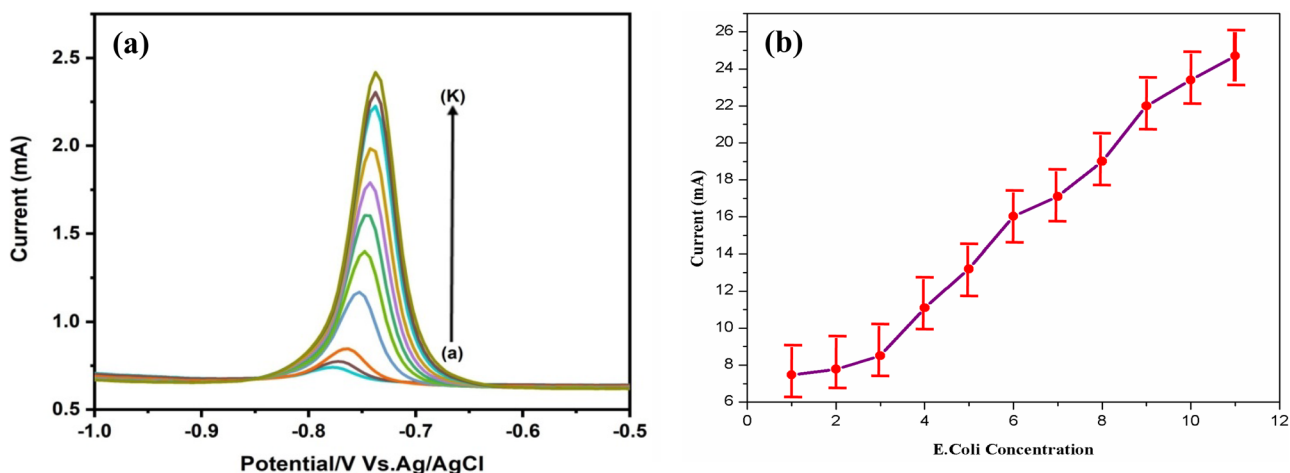 (a)
2.5
2.0
1.5
1.0
0.5
Current (mA)
(K)
(a)
-1.0 -0.9 -0.8 -0.7 -0.6 -0.5
Potential/V Vs.Ag/AgCl
(b)
26
24
22
20
18
16
14
12
10
8
6
Current (mA)
0 2 4 6 8 10 12
E.Coli Concentration